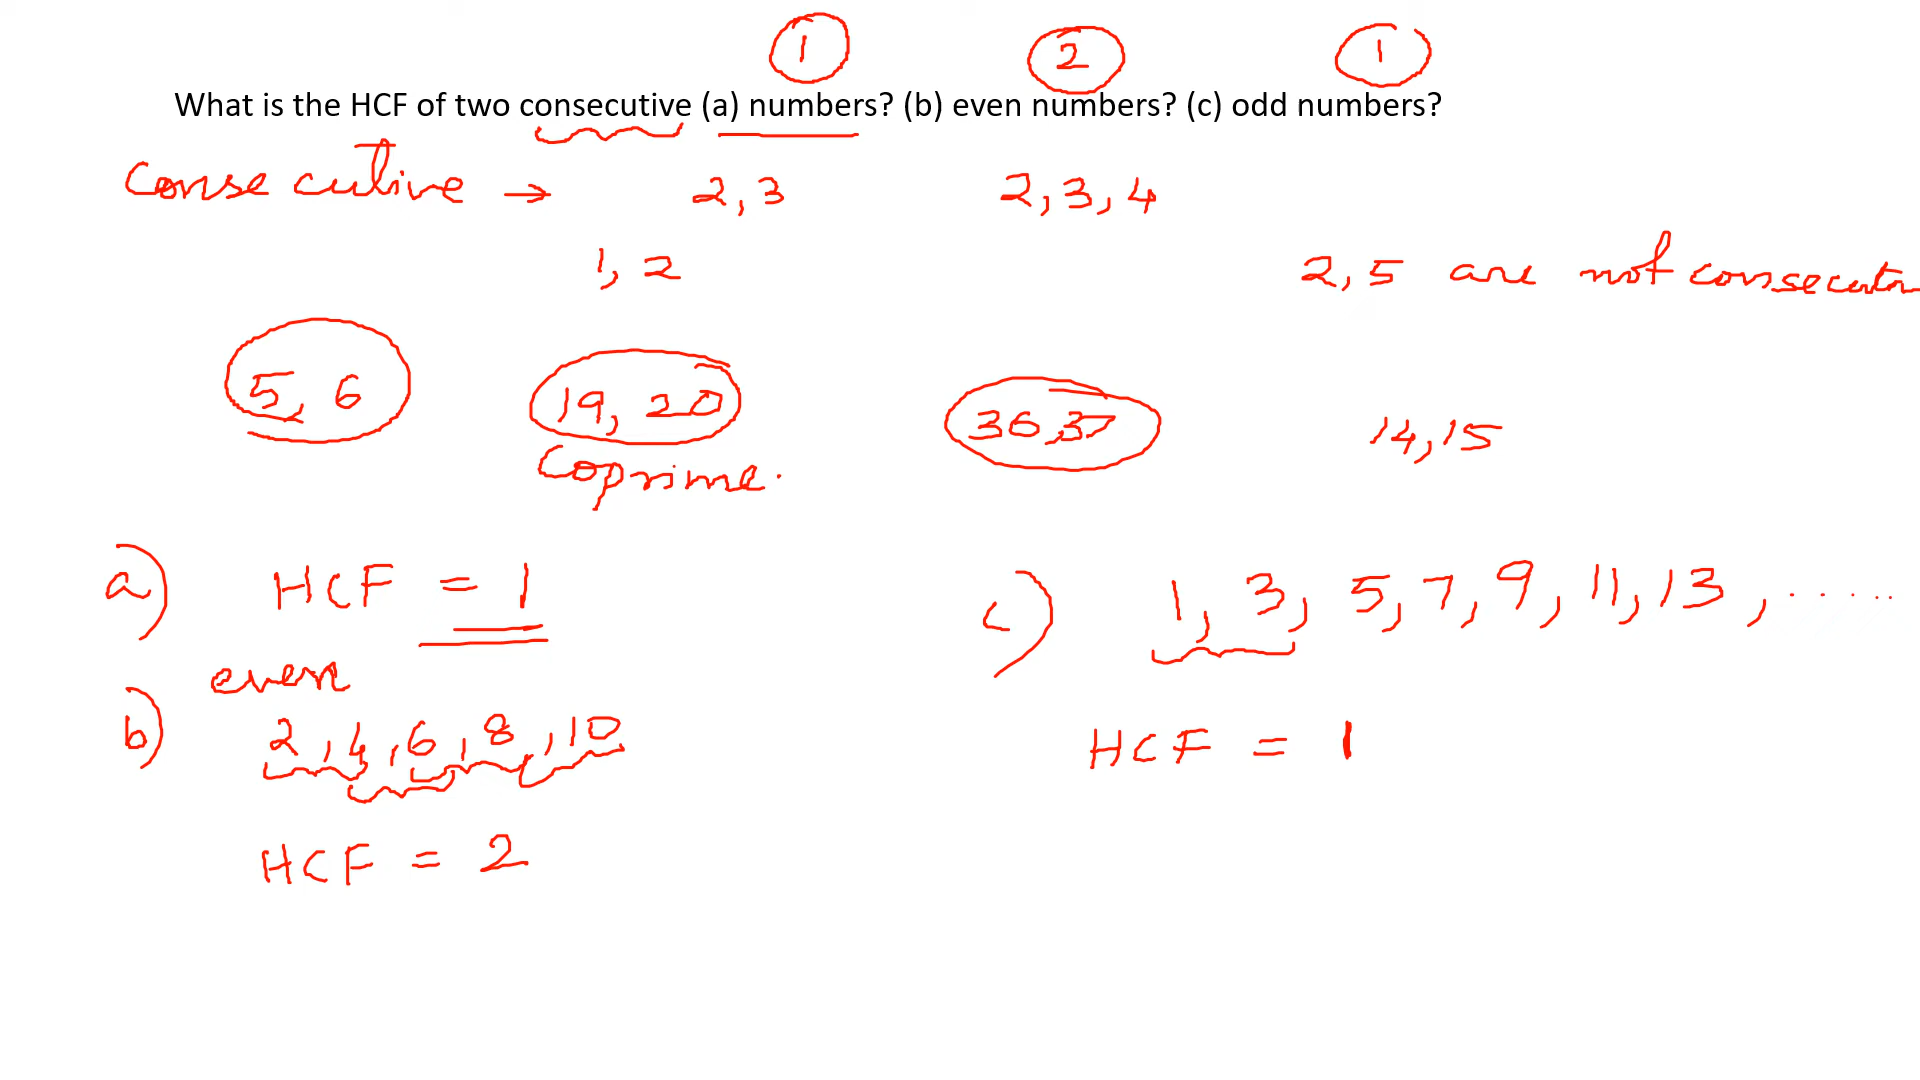 1 2 1
What is the HCF of two consecutive (a) numbers? (b) even numbers? (c) odd numbers?
Consecutive → 2, 3 2, 3, 4
1, 2 2, 5 are not
5, 6 19, 20 36,37 14,15
Coprime.
a) HCF = 1
even
b) 2, 4, 6, 8, 10
HCF = 2
c) 1, 3, 5, 7, 9, 11, 13, ......
HCF = 1